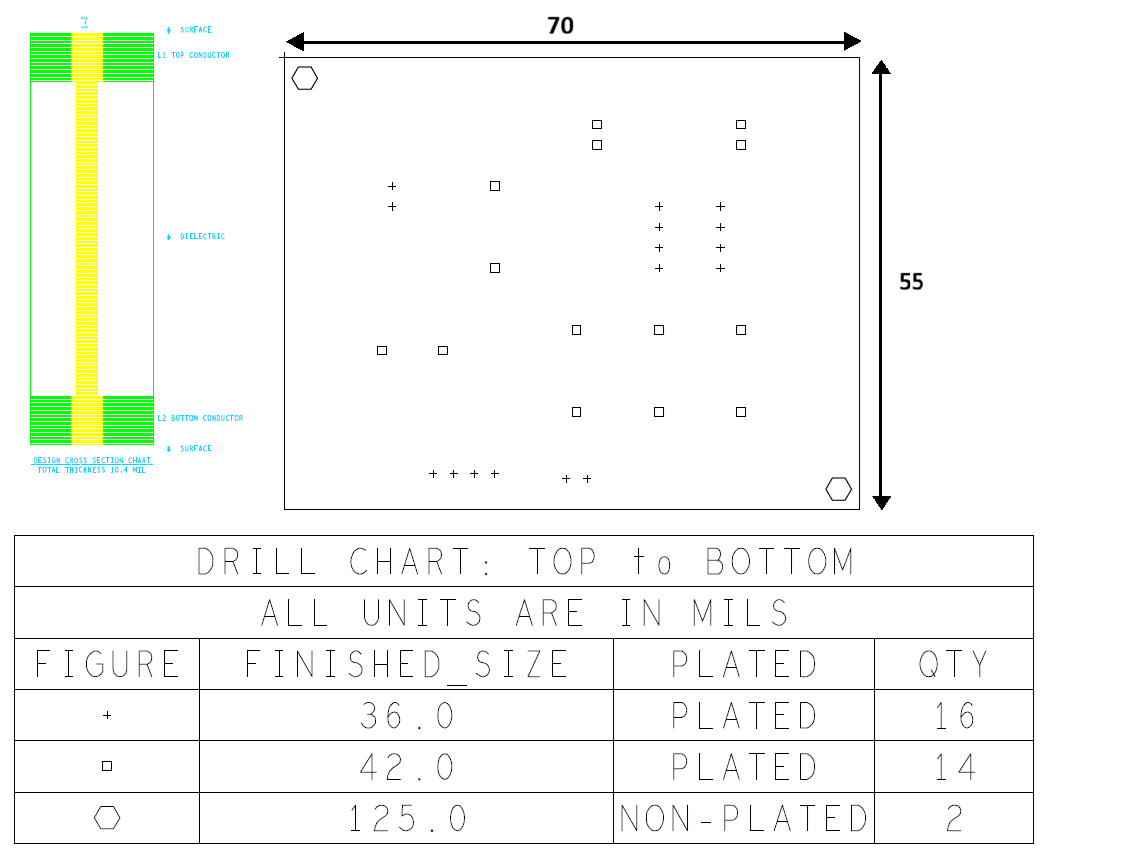 1-2
SURFACE
L1 TOP CONDUCTOR
DIELECTRIC
L2 BOTTOM CONDUCTOR
SURFACE
DESIGN CROSS SECTION CHART
TOTAL THICKNESS 10.4 MIL
70
55
DRILL CHART: TOP to BOTTOM
ALL UNITS ARE IN MILS
FIGURE FINISHED_SIZE PLATED QTY
36.0 PLATED 16
42.0 PLATED 14
125.0 NON-PLATED 2